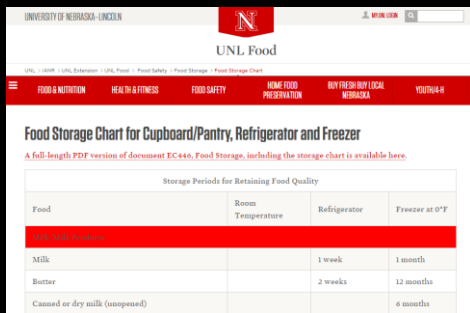 UNIVERSITY OF NEBRASKA-LINCOLN
MY.UNL LOGIN
N
UNL Food
UNL > IANR > UNL Extension > UNL Food > Food Safety > Food Storage > Food Storage Chart
FOOD & NUTRITION HEALTH & FITNESS FOOD SAFETY HOME FOOD PRESERVATION BUY FRESH BUY LOCAL NEBRASKA YOUTH/4-H
Food Storage Chart for Cupboard/Pantry, Refrigerator and Freezer
A full-length PDF version of document EC446, Food Storage, including the storage chart is available here.
Storage Periods for Retaining Food Quality
Food Room Temperature Refrigerator Freezer at 0°F
Milk 1 week 1 month
Butter 2 weeks 12 months
Canned or dry milk (unopened) 6 months